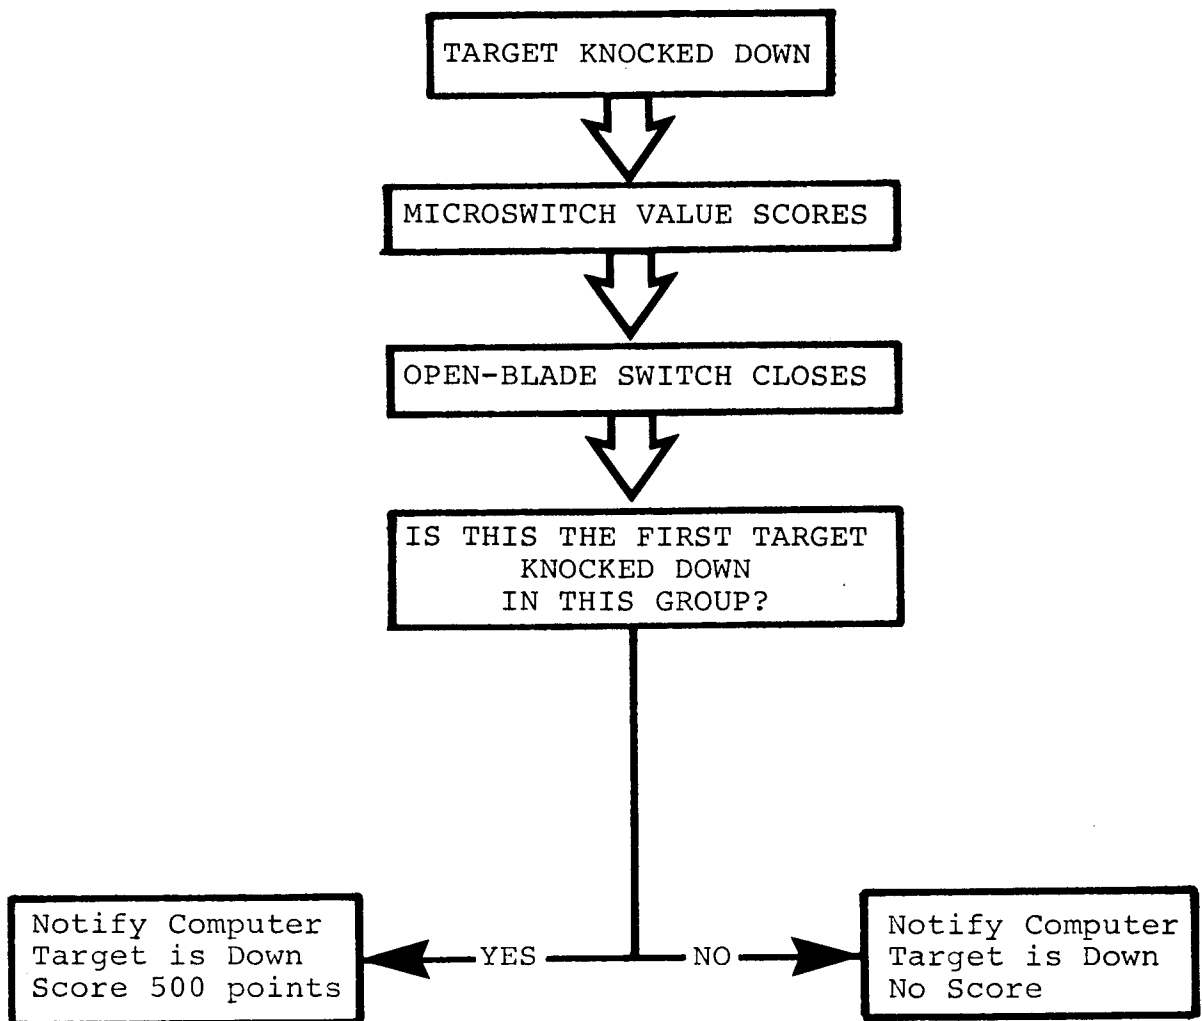 TARGET KNOCKED DOWN
MICROSWITCH VALUE SCORES
OPEN-BLADE SWITCH CLOSES
IS THIS THE FIRST TARGET
KNOCKED DOWN
IN THIS GROUP?
YES
NO
Notify Computer
Target is Down
Score 500 points
Notify Computer
Target is Down
No Score